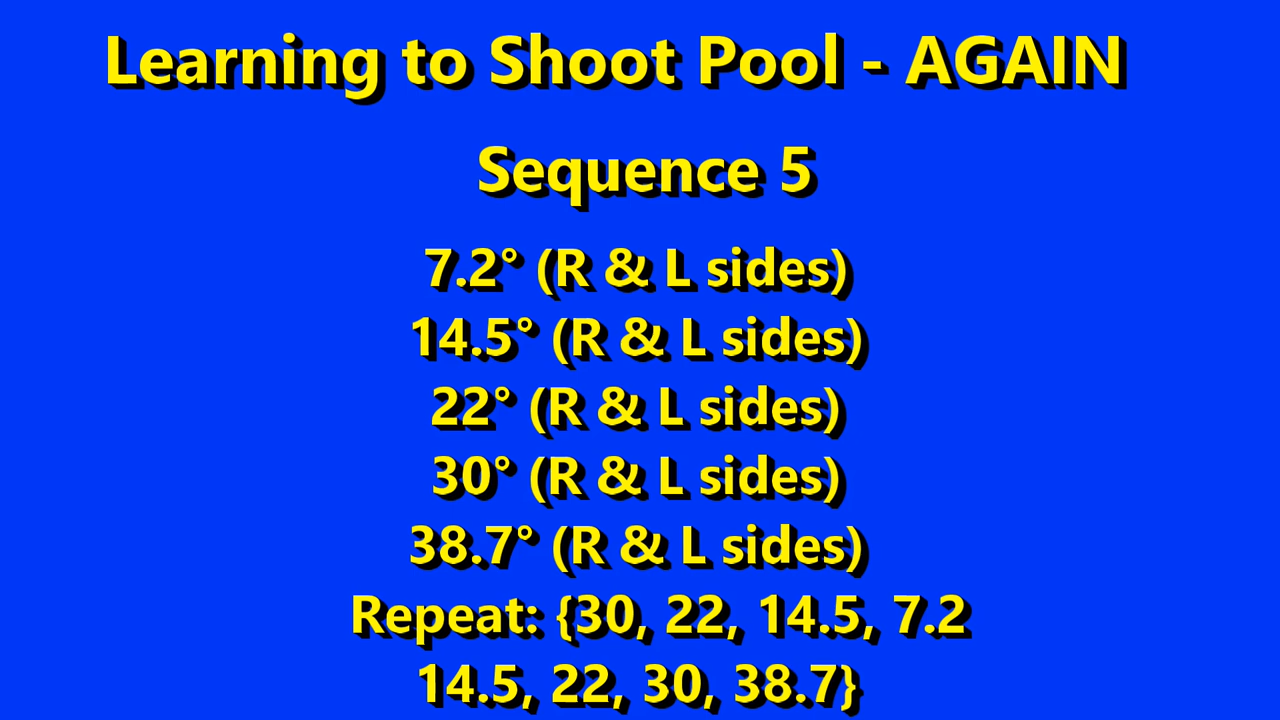 Learning to Shoot Pool - AGAIN
Sequence 5
7.2° (R & L sides)
14.5° (R & L sides)
22° (R & L sides)
30° (R & L sides)
38.7° (R & L sides)
Repeat: {30, 22, 14.5, 7.2
14.5, 22, 30, 38.7}